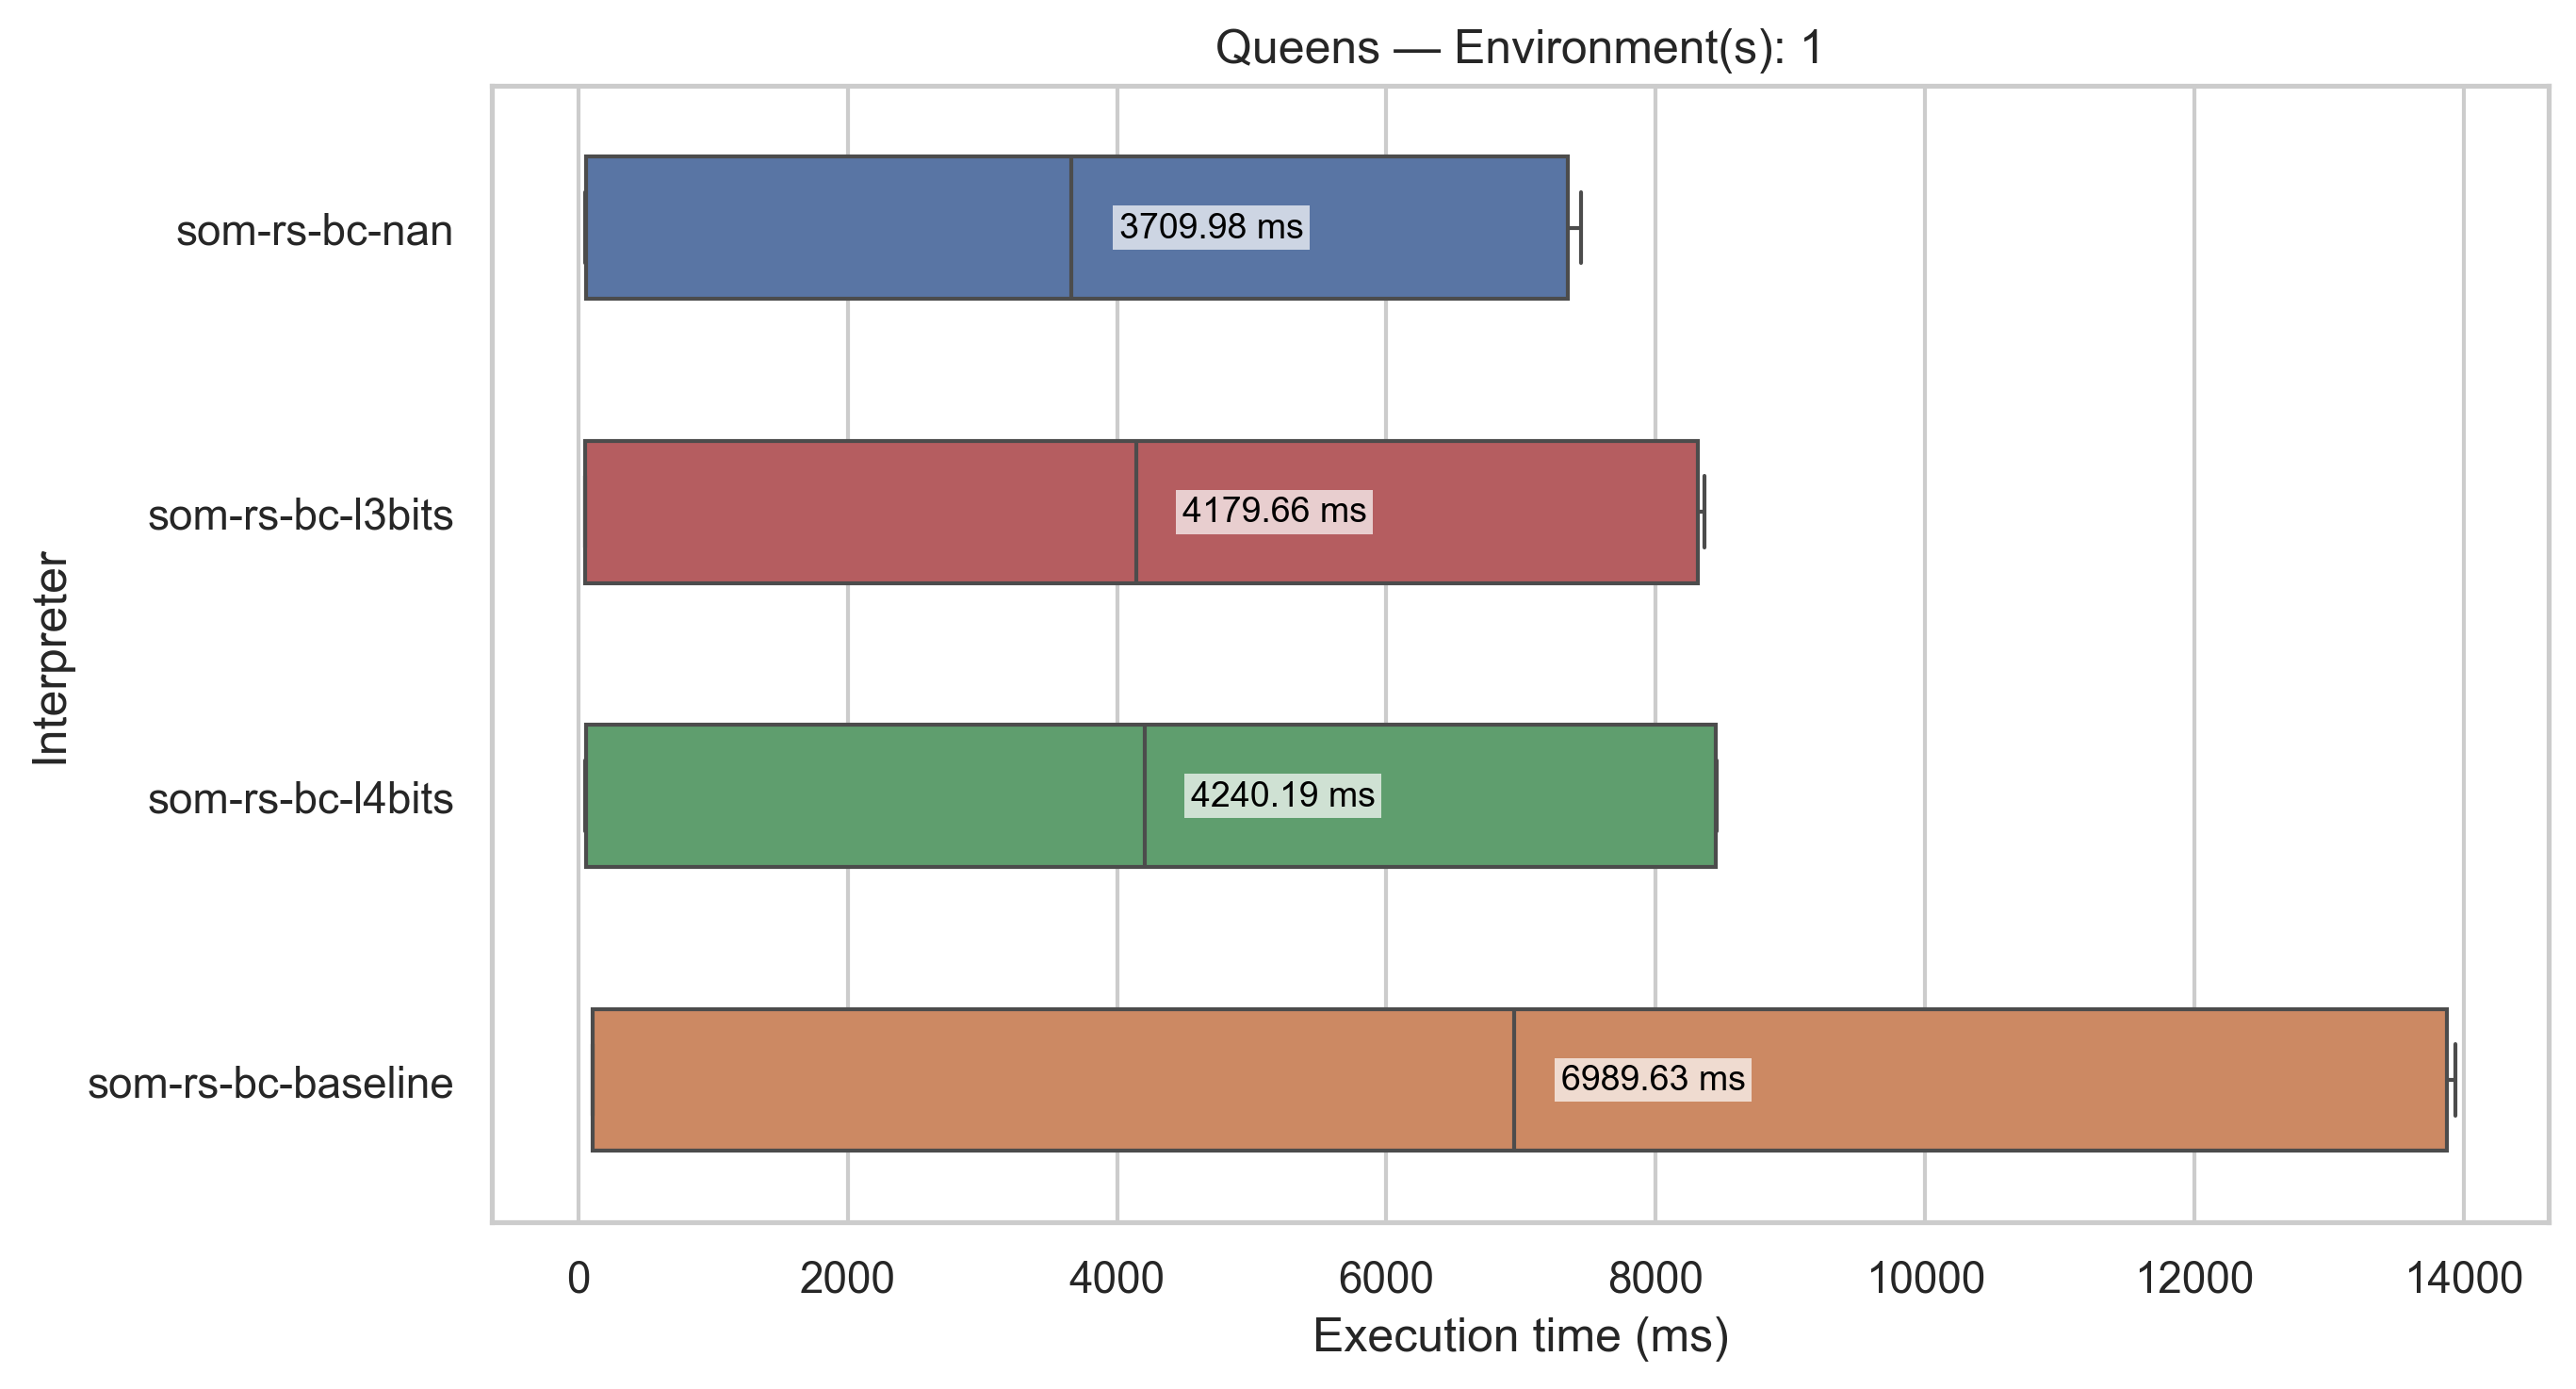 Queens — Environment(s): 1
som-rs-bc-nan
3709.98 ms
som-rs-bc-l3bits
4179.66 ms
som-rs-bc-l4bits
4240.19 ms
som-rs-bc-baseline
6989.63 ms
Interpreter
0 2000 4000 6000 8000 10000 12000 14000
Execution time (ms)